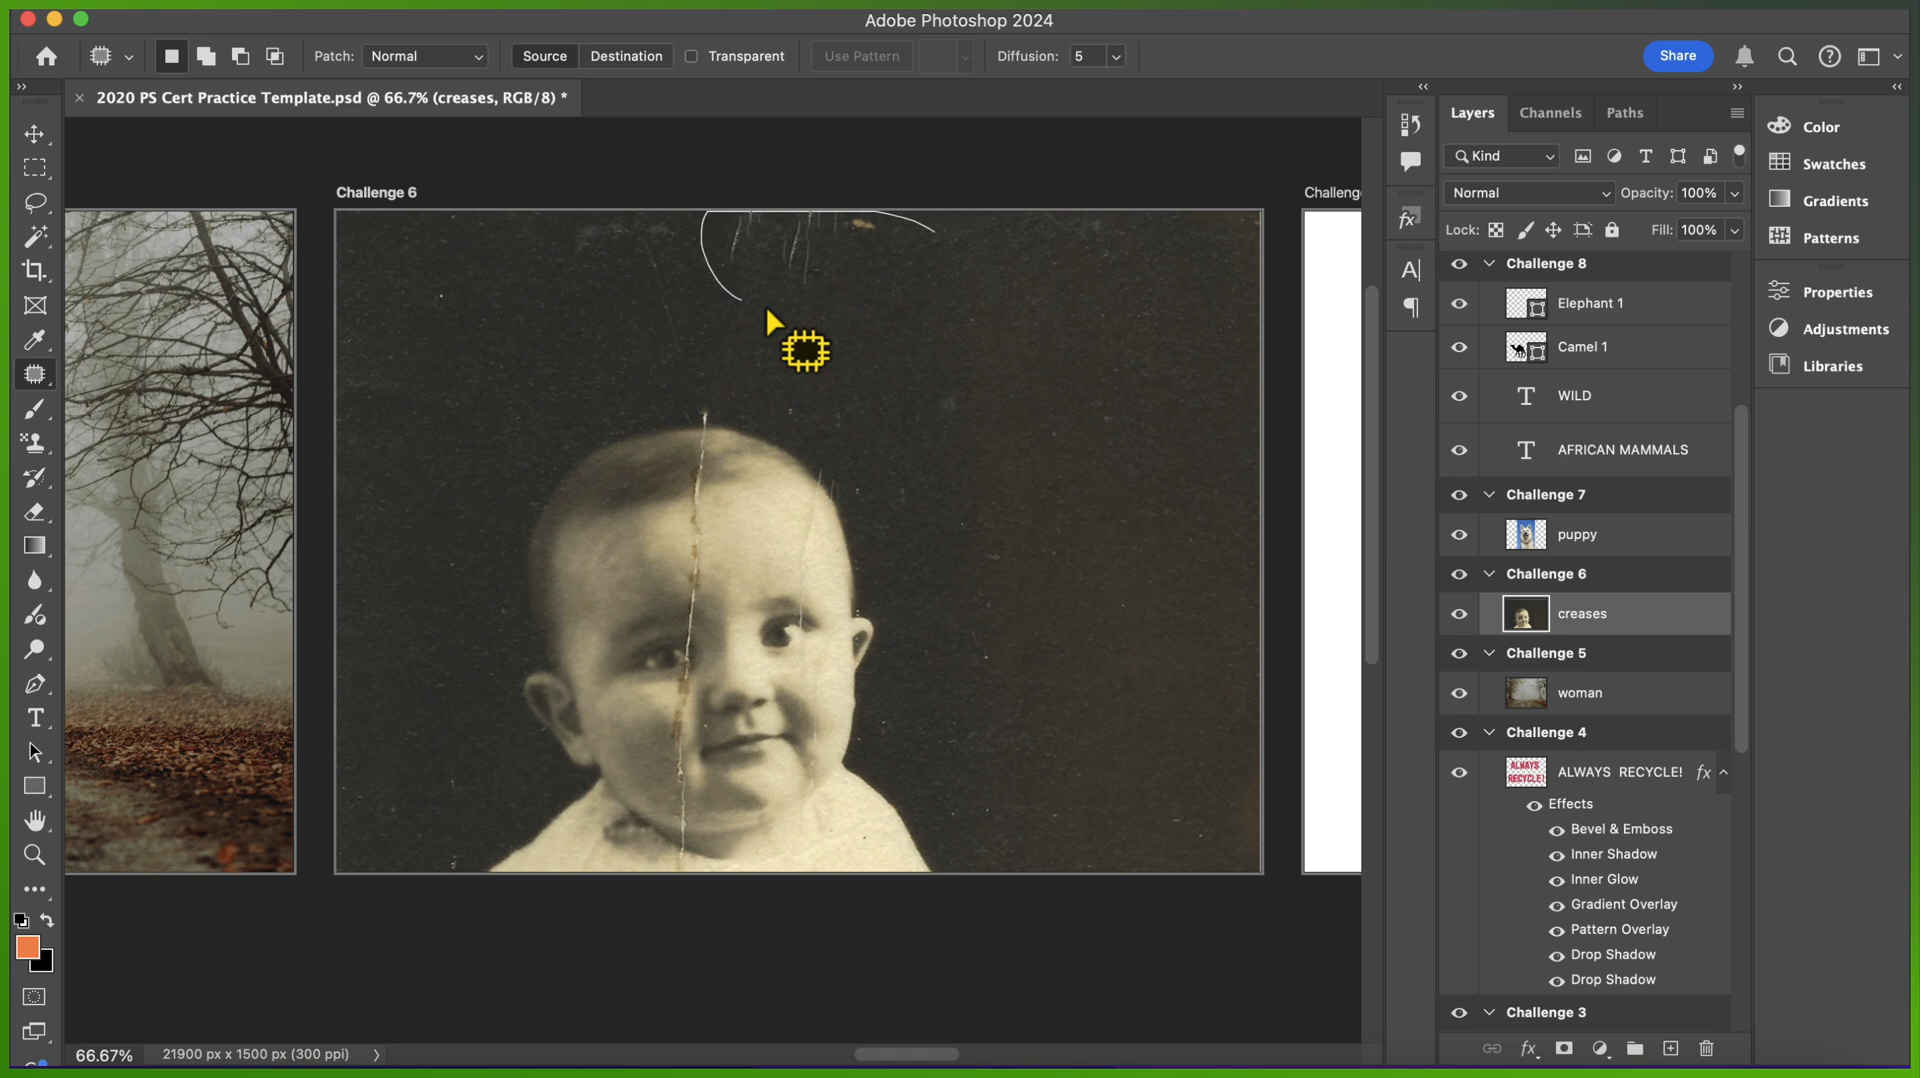 Adobe Photoshop 2024
Patch: Normal Source Destination Transparent Use Pattern Diffusion: 5 Share
2020 PS Cert Practice Template.psd @ 66.7% (creases, RGB/8) *
Challenge 6
Challeng
66.67% 21900 px x 1500 px (300 ppi)
Layers Channels Paths
Kind
Normal Opacity: 100%
Lock: Fill: 100%
Challenge 8
Elephant 1
Camel 1
WILD
AFRICAN MAMMALS
Challenge 7
puppy
Challenge 6
creases
Challenge 5
woman
Challenge 4
ALWAYS RECYCLE!
ALWAYS RECYCLE! fx
Effects
Bevel & Emboss
Inner Shadow
Inner Glow
Gradient Overlay
Pattern Overlay
Drop Shadow
Drop Shadow
Challenge 3
fx
Color
Swatches
Gradients
Patterns
Properties
Adjustments
Libraries